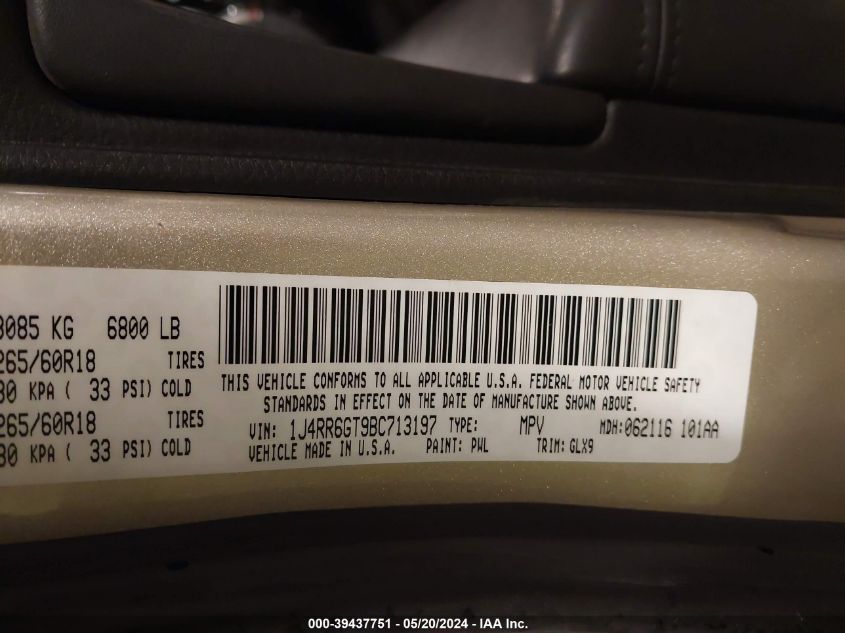 3085 KG 6800 LB
265/60R18 TIRES
30 KPA ( 33 PSI) COLD
265/60R18 TIRES
30 KPA ( 33 PSI) COLD
THIS VEHICLE CONFORMS TO ALL APPLICABLE U.S.A. FEDERAL MOTOR VEHICLE SAFETY
STANDARDS IN EFFECT ON THE DATE OF MANUFACTURE SHOWN ABOVE.
VIN: 1J4RR6GT9BC713197 TYPE: MPV MDH:062116 101AA
VEHICLE MADE IN U.S.A. PAINT: PWL TRIM: GLX9
000-39437751 — 05/20/2024 — IAA Inc.